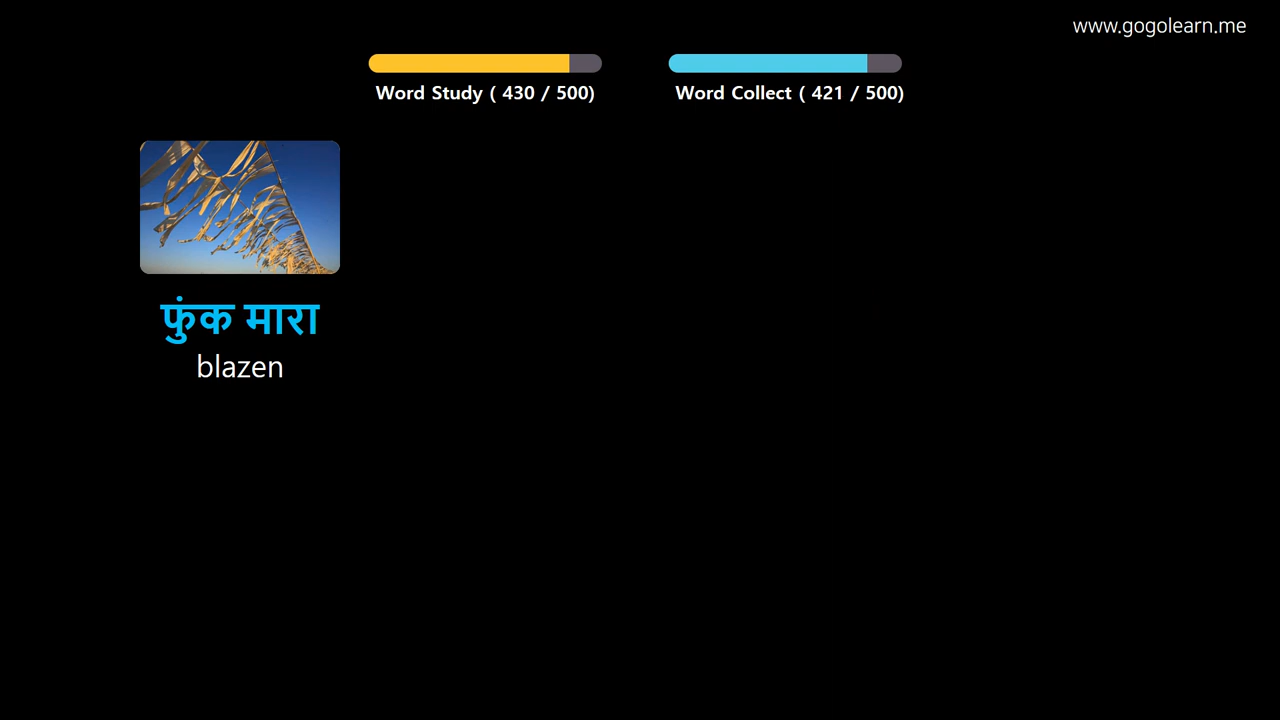 www.gogolearn.me
Word Study ( 430 / 500)
Word Collect ( 421 / 500)
फुंक मारा
blazen